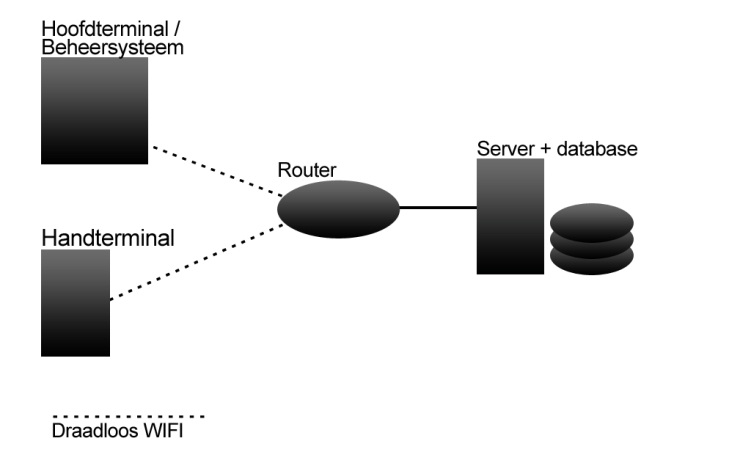 Hoofdterminal /
Beheersysteem
Router
Server + database
Handterminal
Draadloos WIFI